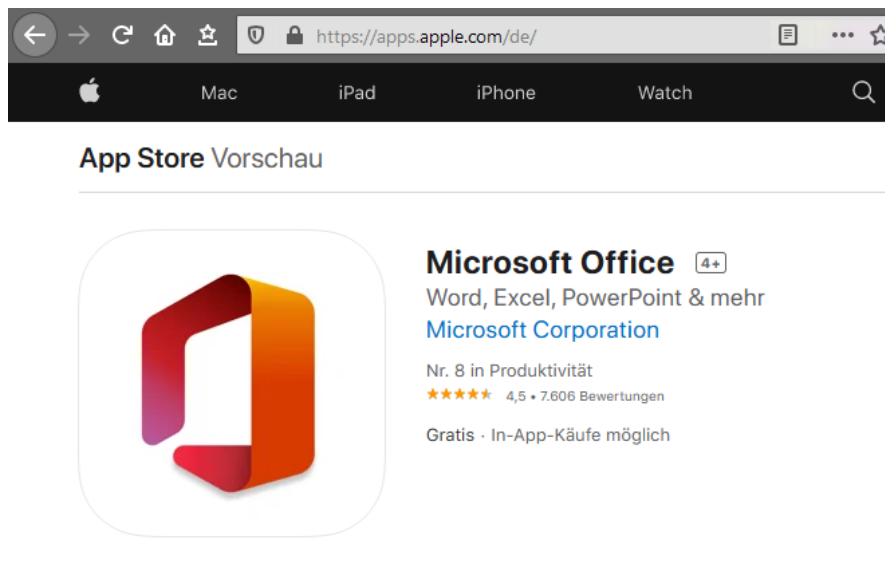 https://apps.apple.com/de/
Mac iPad iPhone Watch
App Store Vorschau
Microsoft Office 4+
Word, Excel, PowerPoint & mehr
Microsoft Corporation
Nr. 8 in Produktivität
4,5 • 7.606 Bewertungen
Gratis · In-App-Käufe möglich